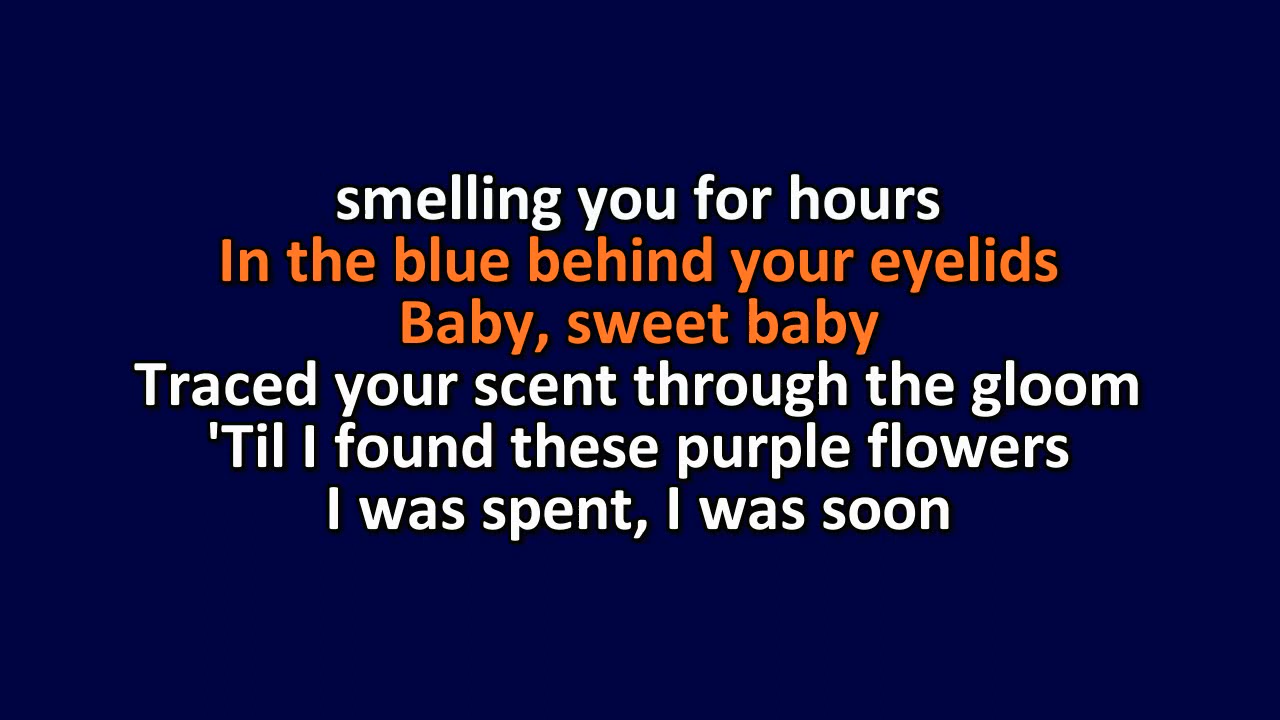 smelling you for hours
In the blue behind your eyelids
Baby, sweet baby
Traced your scent through the gloom
'Til I found these purple flowers
I was spent, I was soon